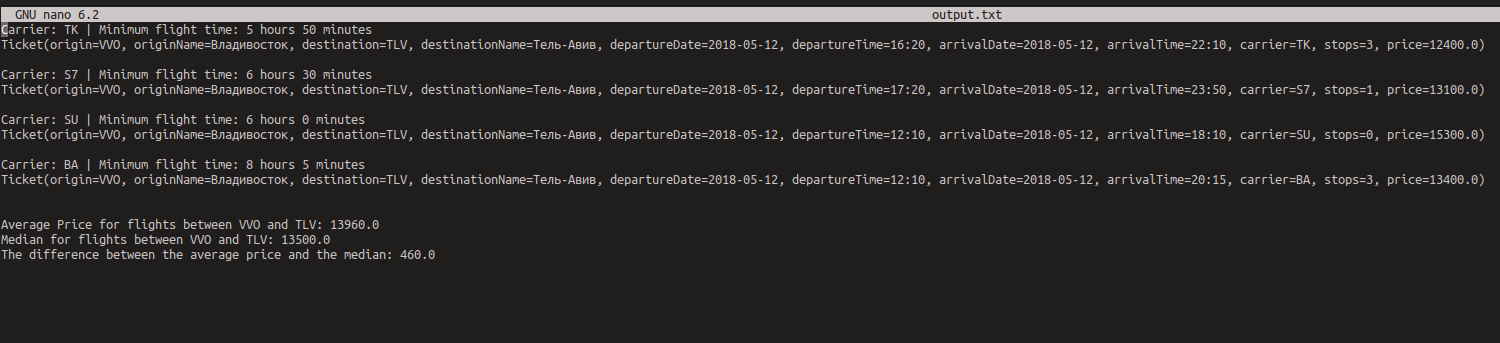 GNU nano 6.2 output.txt
Carrier: TK | Minimum flight time: 5 hours 50 minutes
Ticket(origin=VVO, originName=Владивосток, destination=TLV, destinationName=Тель-Авив, departureDate=2018-05-12, departureTime=16:20, arrivalDate=2018-05-12, arrivalTime=22:10, carrier=TK, stops=3, price=12400.0)
Carrier: S7 | Minimum flight time: 6 hours 30 minutes
Ticket(origin=VVO, originName=Владивосток, destination=TLV, destinationName=Тель-Авив, departureDate=2018-05-12, departureTime=17:20, arrivalDate=2018-05-12, arrivalTime=23:50, carrier=S7, stops=1, price=13100.0)
Carrier: SU | Minimum flight time: 6 hours 0 minutes
Ticket(origin=VVO, originName=Владивосток, destination=TLV, destinationName=Тель-Авив, departureDate=2018-05-12, departureTime=12:10, arrivalDate=2018-05-12, arrivalTime=18:10, carrier=SU, stops=0, price=15300.0)
Carrier: BA | Minimum flight time: 8 hours 5 minutes
Ticket(origin=VVO, originName=Владивосток, destination=TLV, destinationName=Тель-Авив, departureDate=2018-05-12, departureTime=12:10, arrivalDate=2018-05-12, arrivalTime=20:15, carrier=BA, stops=3, price=13400.0)
Average Price for flights between VVO and TLV: 13960.0
Median for flights between VVO and TLV: 13500.0
The difference between the average price and the median: 460.0